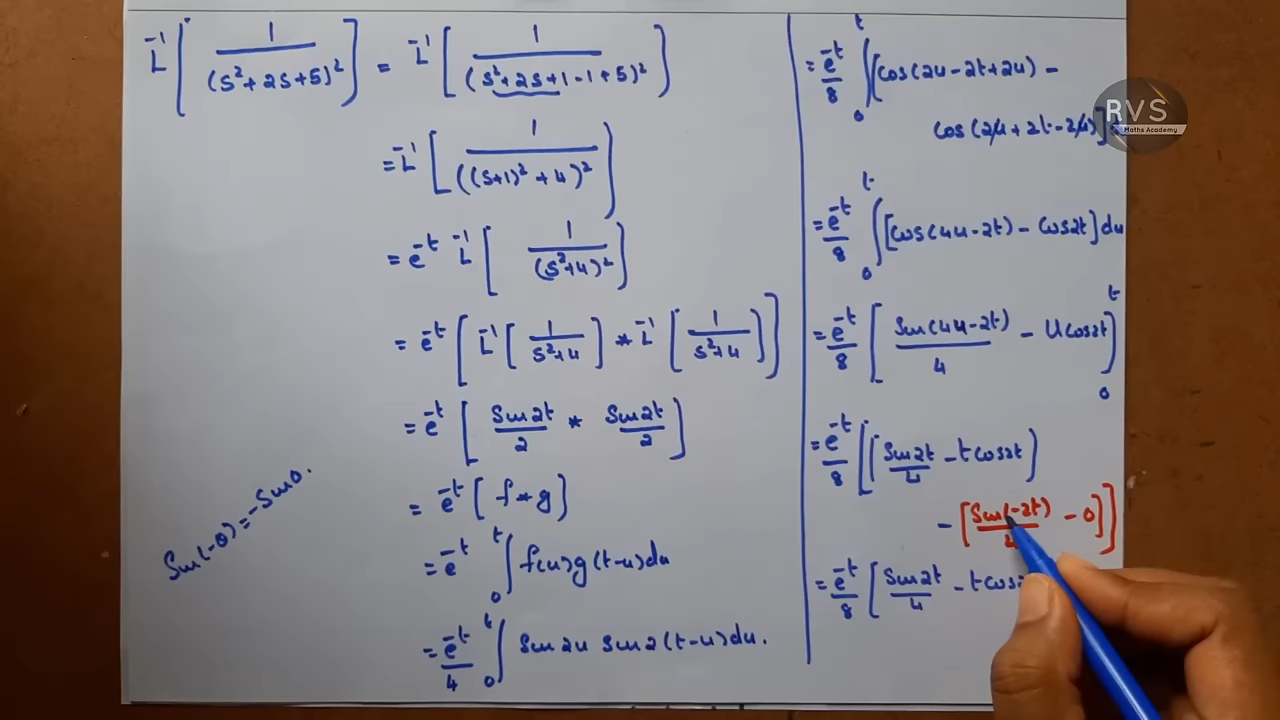 L⁻¹[1/(s²+2s+5)²] = L⁻¹[1/(s²+2s+1-1+5)²]
= L⁻¹[1/((s+1)²+4)²]
= e⁻ᵗ L⁻¹[1/(s²+4)²]
= e⁻ᵗ[L⁻¹[1/(s²+4)] * L⁻¹[1/(s²+4)]]
= e⁻ᵗ[sin2t/2 * sin2t/2]
= e⁻ᵗ[f*g]
= e⁻ᵗ ∫₀ᵗ f(u)g(t-u)du
= e⁻ᵗ/4 ∫₀ᵗ sin2u sin2(t-u)du.
sin(-θ)=-sinθ.
= e⁻ᵗ/8 ∫₀ᵗ [cos(2u-2t+2u) -
cos(2u+2t-2u)]
= e⁻ᵗ/8 ∫₀ᵗ [cos(4u-2t) - cos2t]du
= e⁻ᵗ/8 [sin(4u-2t)/4 - u cos2t]₀ᵗ
= e⁻ᵗ/8 [(sin2t/4 - t cos2t)
- [sin(-2t)/4 - 0]]
= e⁻ᵗ/8 [sin2t/4 - t cos2
RVS
Maths Academy